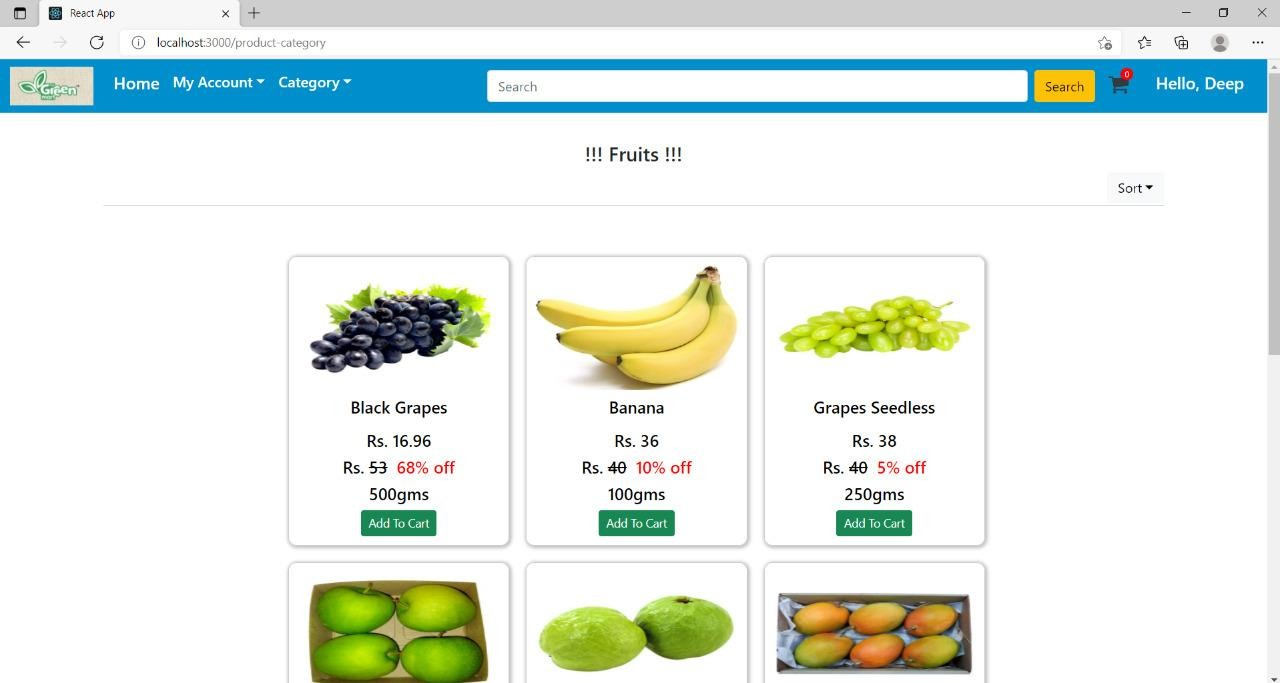 React App
localhost:3000/product-category
Green
Home
My Account
Category
Search
Search
0
Hello, Deep
!!! Fruits !!!
Sort
Black Grapes
Rs. 16.96
Rs. 53 68% off
500gms
Add To Cart
Banana
Rs. 36
Rs. 40 10% off
100gms
Add To Cart
Grapes Seedless
Rs. 38
Rs. 40 5% off
250gms
Add To Cart